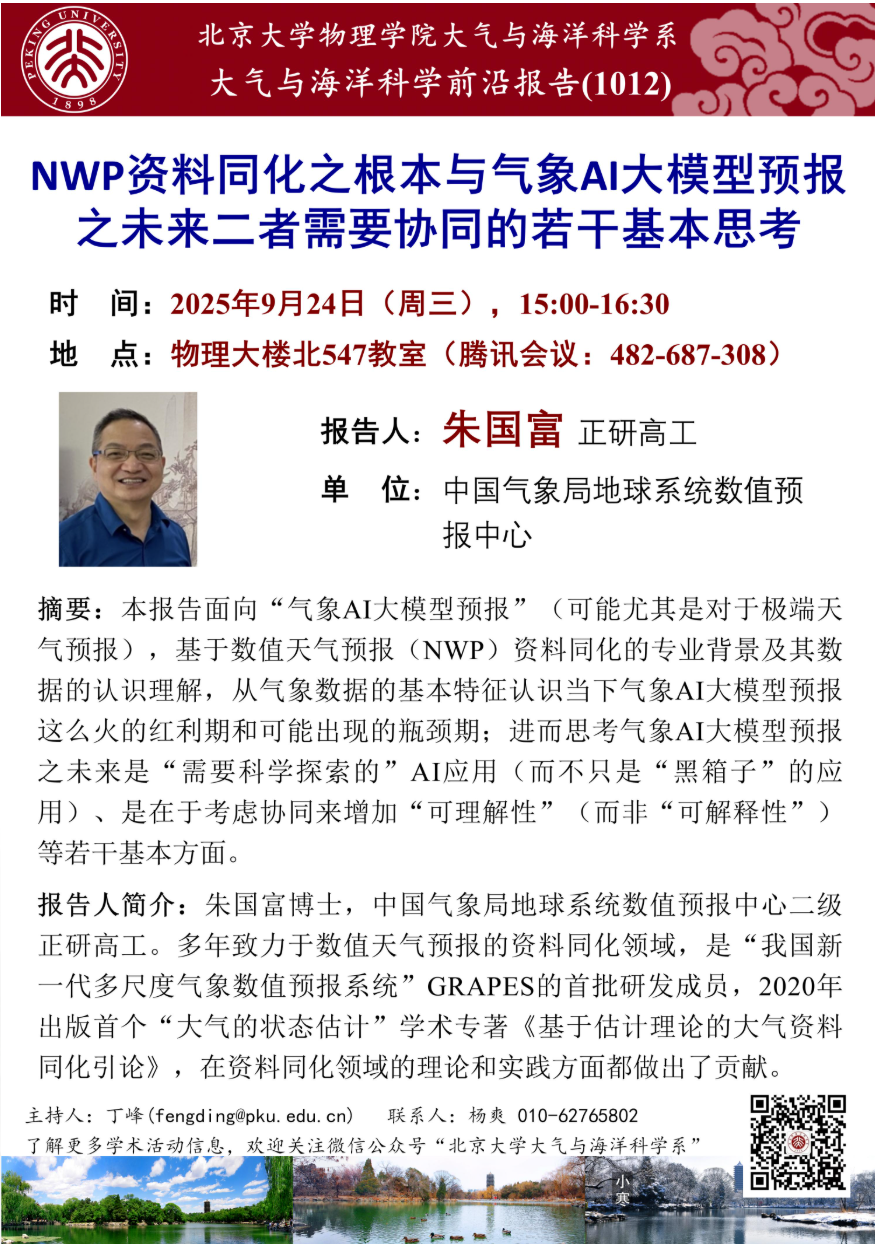 PEKING UNIVERSITY
1898
北京大学物理学院大气与海洋科学系
大气与海洋科学前沿报告(1012)
NWP资料同化之根本与气象AI大模型预报
之未来二者需要协同的若干基本思考
时 间：2025年9月24日（周三），15:00-16:30
地 点：物理大楼北547教室（腾讯会议：482-687-308）
报告人：朱国富 正研高工
单 位：中国气象局地球系统数值预
报中心
摘要：本报告面向“气象AI大模型预报”（可能尤其是对于极端天
气预报），基于数值天气预报（NWP）资料同化的专业背景及其数
据的认识理解，从气象数据的基本特征认识当下气象AI大模型预报
这么火的红利期和可能出现的瓶颈期；进而思考气象AI大模型预报
之未来是“需要科学探索的”AI应用（而不只是“黑箱子”的应
用）、是在于考虑协同来增加“可理解性”（而非“可解释性”）
等若干基本方面。
报告人简介：朱国富博士，中国气象局地球系统数值预报中心二级
正研高工。多年致力于数值天气预报的资料同化领域，是“我国新
一代多尺度气象数值预报系统”GRAPES的首批研发成员，2020年
出版首个“大气的状态估计”学术专著《基于估计理论的大气资料
同化引论》，在资料同化领域的理论和实践方面都做出了贡献。
主持人：丁峰(fengding@pku.edu.cn) 联系人：杨爽 010-62765802
了解更多学术活动信息，欢迎关注微信公众号“北京大学大气与海洋科学系”
小寒